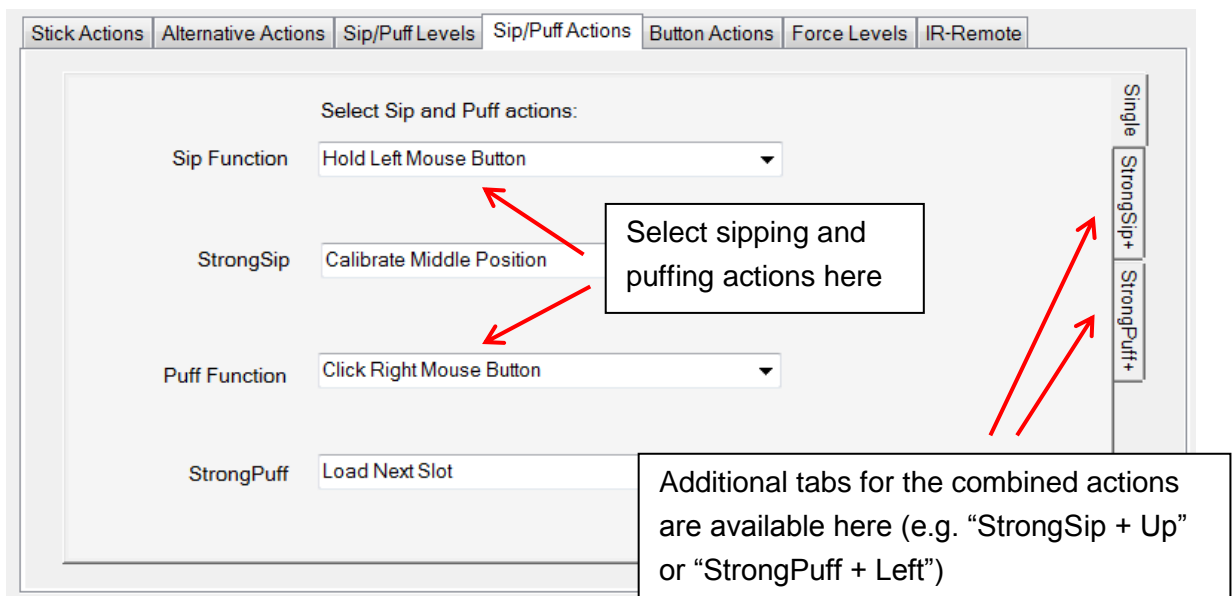 Stick Actions Alternative Actions Sip/Puff Levels Sip/Puff Actions Button Actions Force Levels IR-Remote
Select Sip and Puff actions:
Sip Function Hold Left Mouse Button
StrongSip Calibrate Middle Position
Puff Function Click Right Mouse Button
StrongPuff Load Next Slot
Single
StrongSip+
StrongPuff+
Select sipping and
puffing actions here
Additional tabs for the combined actions
are available here (e.g. “StrongSip + Up”
or “StrongPuff + Left”)